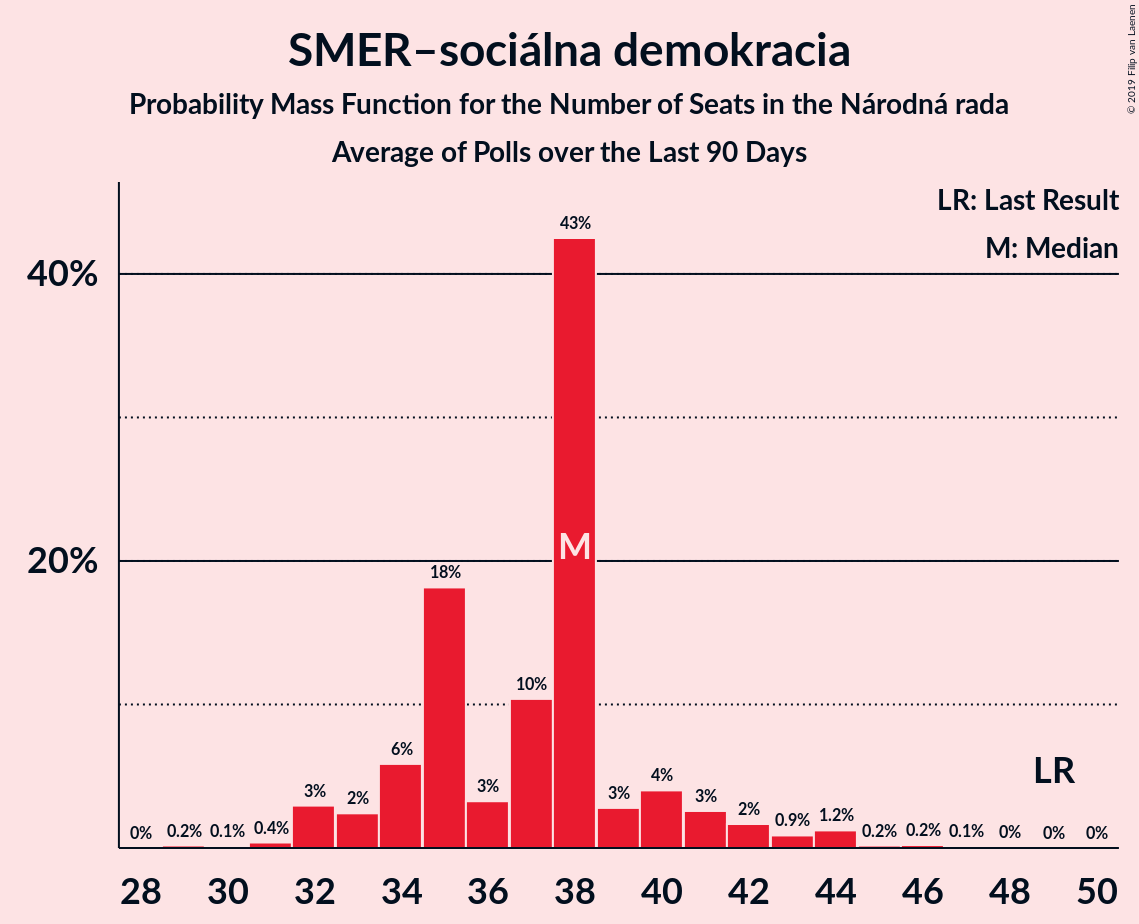 SMER–sociálna demokracia
Probability Mass Function for the Number of Seats in the Národná rada
Average of Polls over the Last 90 Days
© 2019 Filip van Laenen
LR: Last Result
M: Median
40%
20%
0%
0.2%
0.1%
0.4%
3%
2%
6%
18%
3%
10%
43%
M
3%
4%
3%
2%
0.9%
1.2%
0.2%
0.2%
0.1%
0%
0%
0%
LR
28 30 32 34 36 38 40 42 44 46 48 50